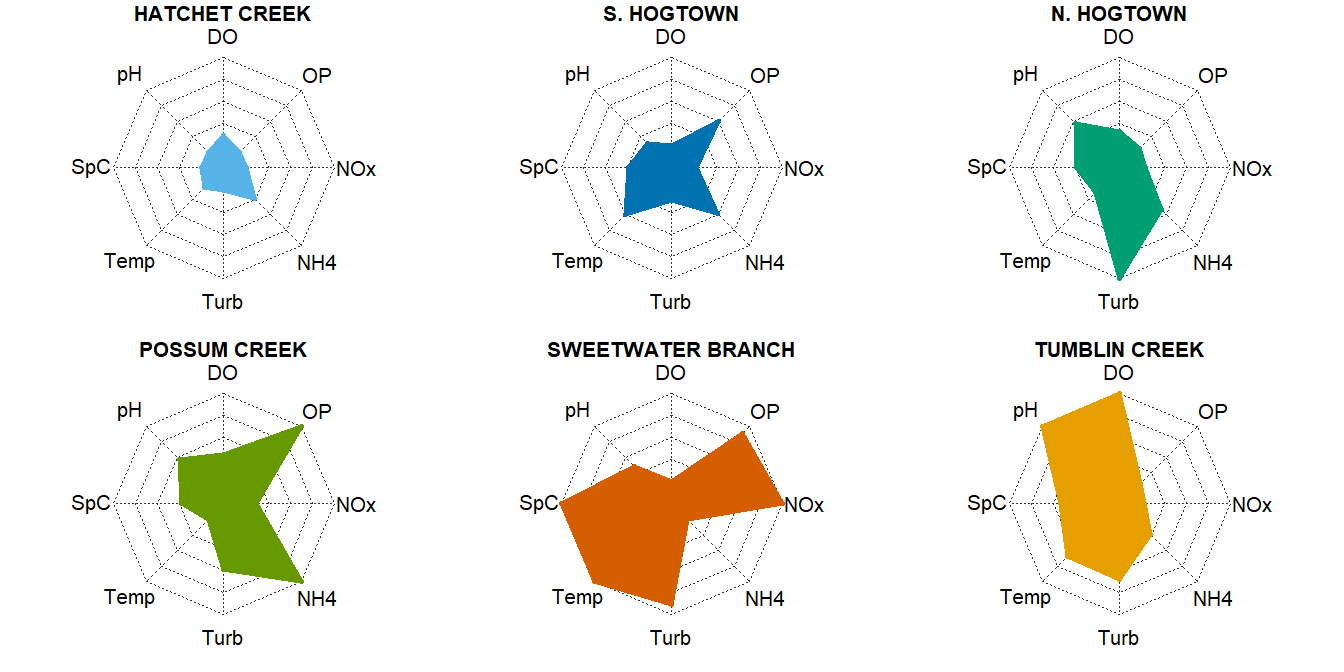 HATCHET CREEK
DO
pH
OP
SpC
NOx
Temp
NH4
Turb
S. HOGTOWN
DO
pH
OP
SpC
NOx
Temp
NH4
Turb
N. HOGTOWN
DO
pH
OP
SpC
NOx
Temp
NH4
Turb
POSSUM CREEK
DO
pH
OP
SpC
NOx
Temp
NH4
Turb
SWEETWATER BRANCH
DO
pH
OP
SpC
NOx
Temp
NH4
Turb
TUMBLIN CREEK
DO
pH
OP
SpC
NOx
Temp
NH4
Turb